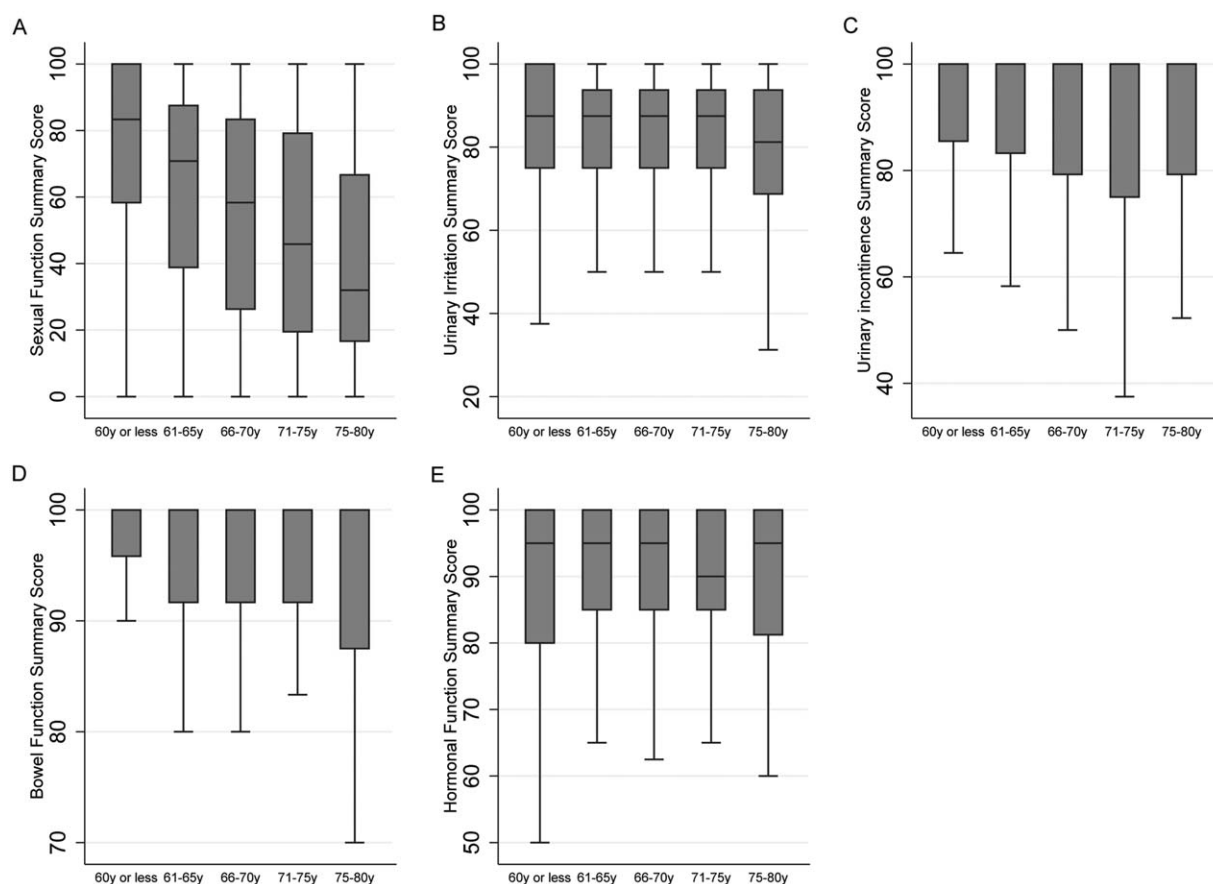 A
Sexual Function Summary Score
100
80
60
40
20
0
60y or less 61-65y 66-70y 71-75y 75-80y
B
Urinary Irritation Summary Score
100
80
60
40
20
60y or less 61-65y 66-70y 71-75y 75-80y
C
Urinary incontinence Summary Score
100
80
60
40
60y or less 61-65y 66-70y 71-75y 75-80y
D
Bowel Function Summary Score
100
90
80
70
60y or less 61-65y 66-70y 71-75y 75-80y
E
Hormonal Function Summary Score
100
90
80
70
60
50
60y or less 61-65y 66-70y 71-75y 75-80y